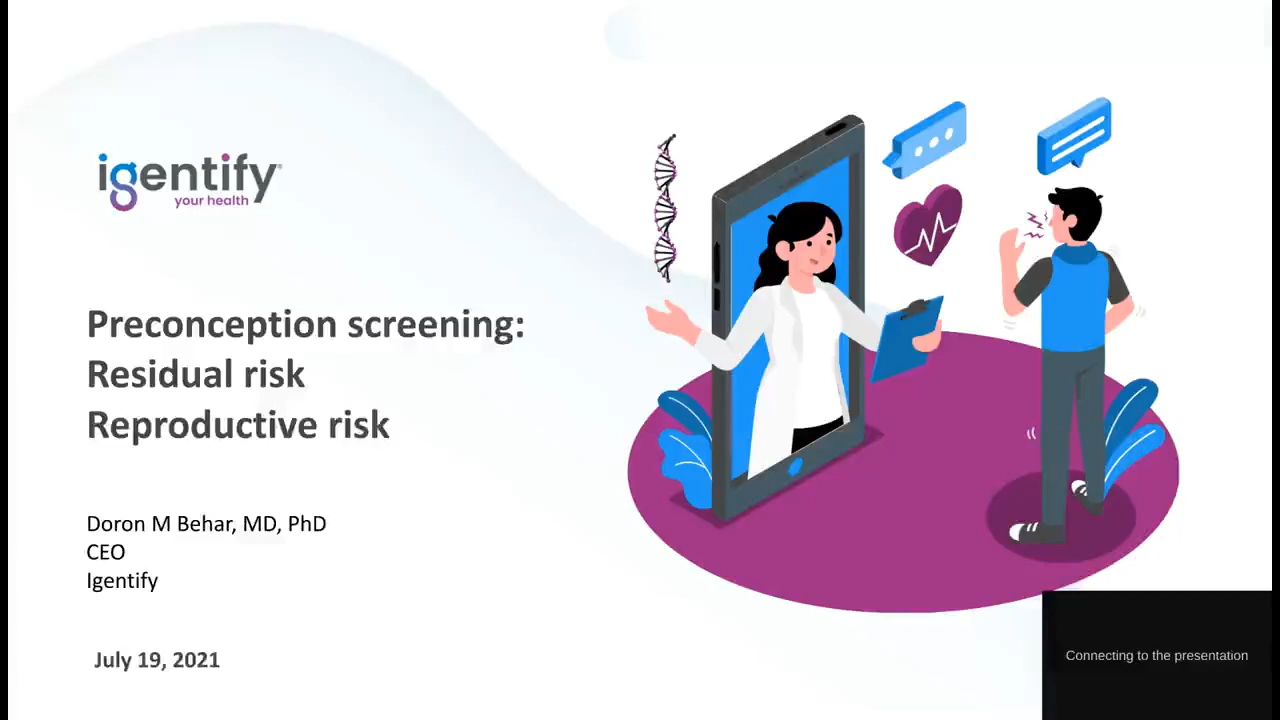 igentify
your health
Preconception screening:
Residual risk
Reproductive risk
Doron M Behar, MD, PhD
CEO
Igentify
July 19, 2021
Connecting to the presentation